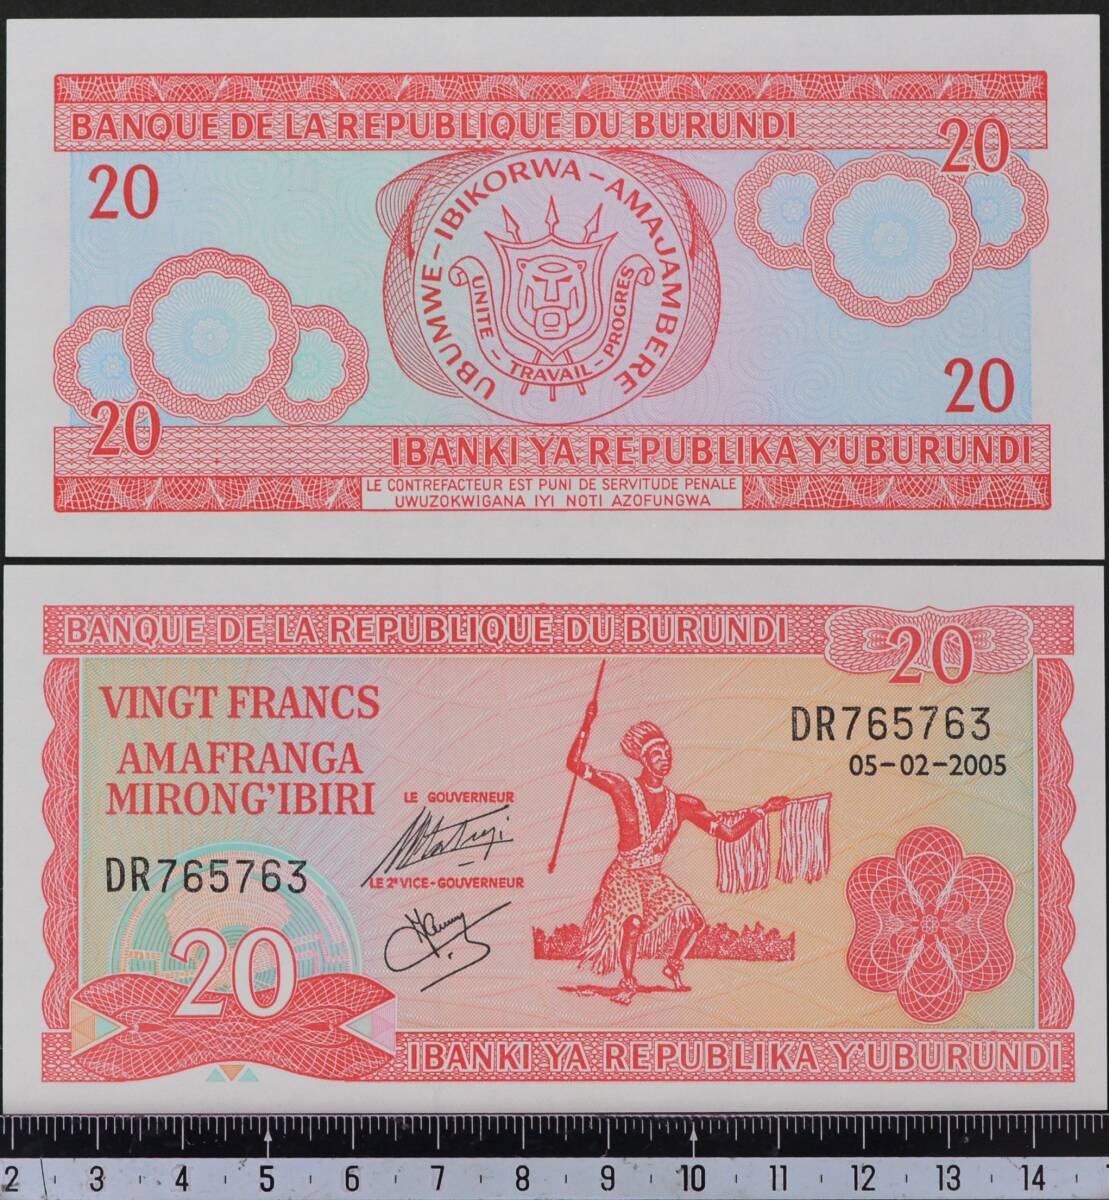 BANQUE DE LA REPUBLIQUE DU BURUNDI
20
20
UBUMWE-IBIKORWA-AMAJAMBERE
UNITE - TRAVAIL - PROGRES
20
20
IBANKI YA REPUBLIKA Y'UBURUNDI
LE CONTREFACTEUR EST PUNI DE SERVITUDE PENALE
UWUZOKWIGANA IYI NOTI AZOFUNGWA
BANQUE DE LA REPUBLIQUE DU BURUNDI
20
VINGT FRANCS
DR765763
05-02-2005
AMAFRANGA
MIRONG'IBIRI
LE GOUVERNEUR
DR765763
LE 2e VICE-GOUVERNEUR
20
IBANKI YA REPUBLIKA Y'UBURUNDI
2 3 4 5 6 7 8 9 10 11 12 13 14